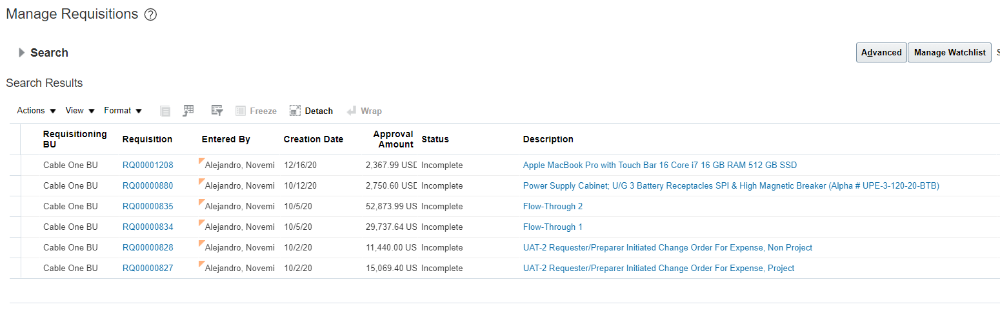 Manage Requisitions ?
Search
Advanced Manage Watchlist
Search Results
Actions View Format Freeze Detach Wrap
Requisitioning BU Requisition Entered By Creation Date Approval Amount Status Description
Cable One BU RQ00001208 Alejandro, Novemi 12/16/20 2,367.99 USD Incomplete Apple MacBook Pro with Touch Bar 16 Core i7 16 GB RAM 512 GB SSD
Cable One BU RQ00000880 Alejandro, Novemi 10/12/20 2,750.60 USD Incomplete Power Supply Cabinet; U/G 3 Battery Receptacles SPI & High Magnetic Breaker (Alpha # UPE-3-120-20-BTB)
Cable One BU RQ00000835 Alejandro, Novemi 10/5/20 52,873.99 US Incomplete Flow-Through 2
Cable One BU RQ00000834 Alejandro, Novemi 10/5/20 29,737.64 US Incomplete Flow-Through 1
Cable One BU RQ00000828 Alejandro, Novemi 10/2/20 11,440.00 US Incomplete UAT-2 Requester/Preparer Initiated Change Order For Expense, Non Project
Cable One BU RQ00000827 Alejandro, Novemi 10/2/20 15,069.40 US Incomplete UAT-2 Requester/Preparer Initiated Change Order For Expense, Project